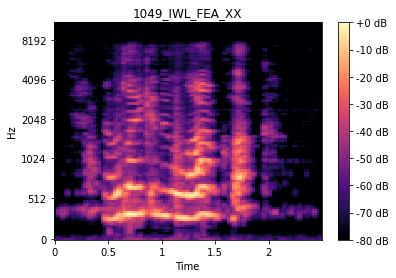 1049_IWL_FEA_XX
8192
4096
2048
1024
512
0
Hz
0 0.5 1 1.5 2
Time
+0 dB
-10 dB
-20 dB
-30 dB
-40 dB
-50 dB
-60 dB
-70 dB
-80 dB